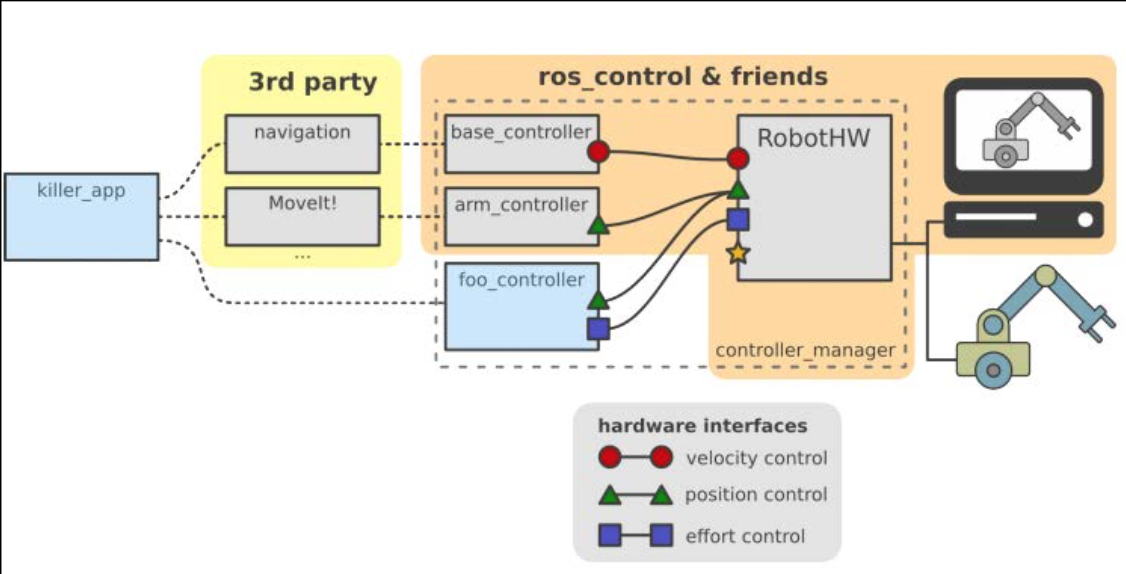 3rd party
ros_control & friends
navigation
base_controller
RobotHW
killer_app
MoveIt!
arm_controller
...
foo_controller
controller_manager
hardware interfaces
velocity control
position control
effort control